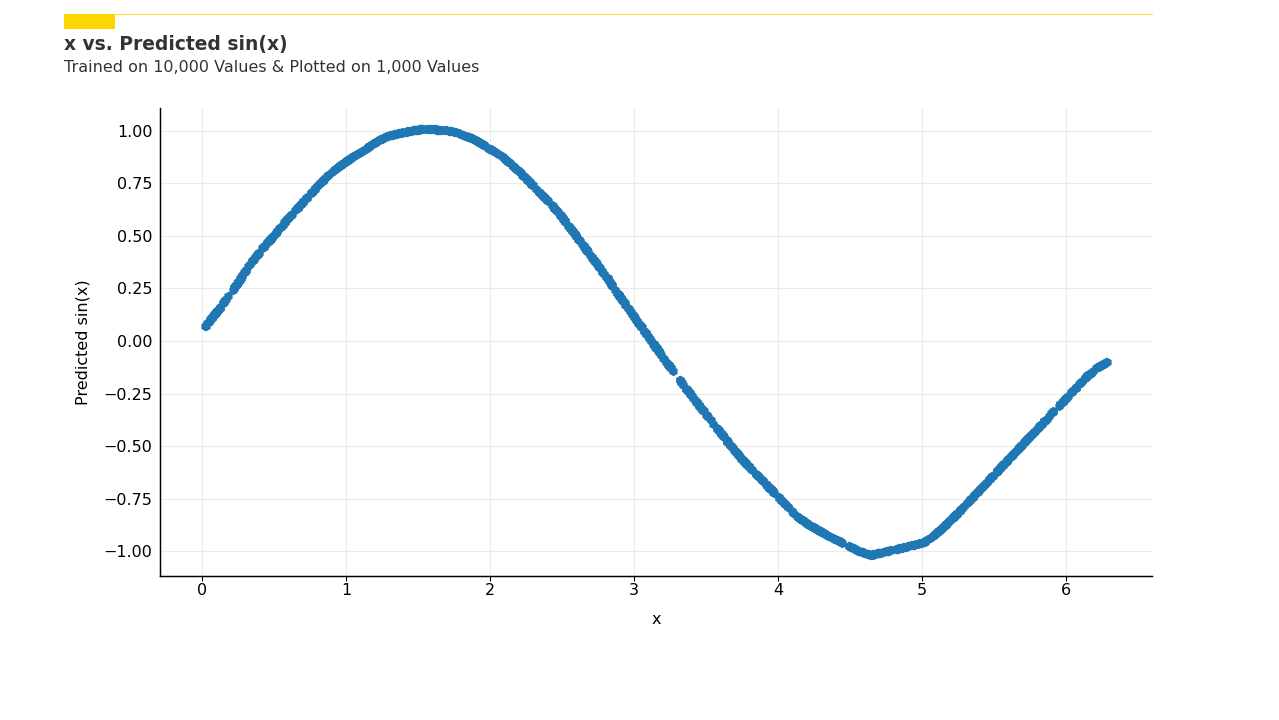 x vs. Predicted sin(x)
Trained on 10,000 Values & Plotted on 1,000 Values
1.00
0.75
0.50
0.25
0.00
−0.25
−0.50
−0.75
−1.00
Predicted sin(x)
0 1 2 3 4 5 6
x